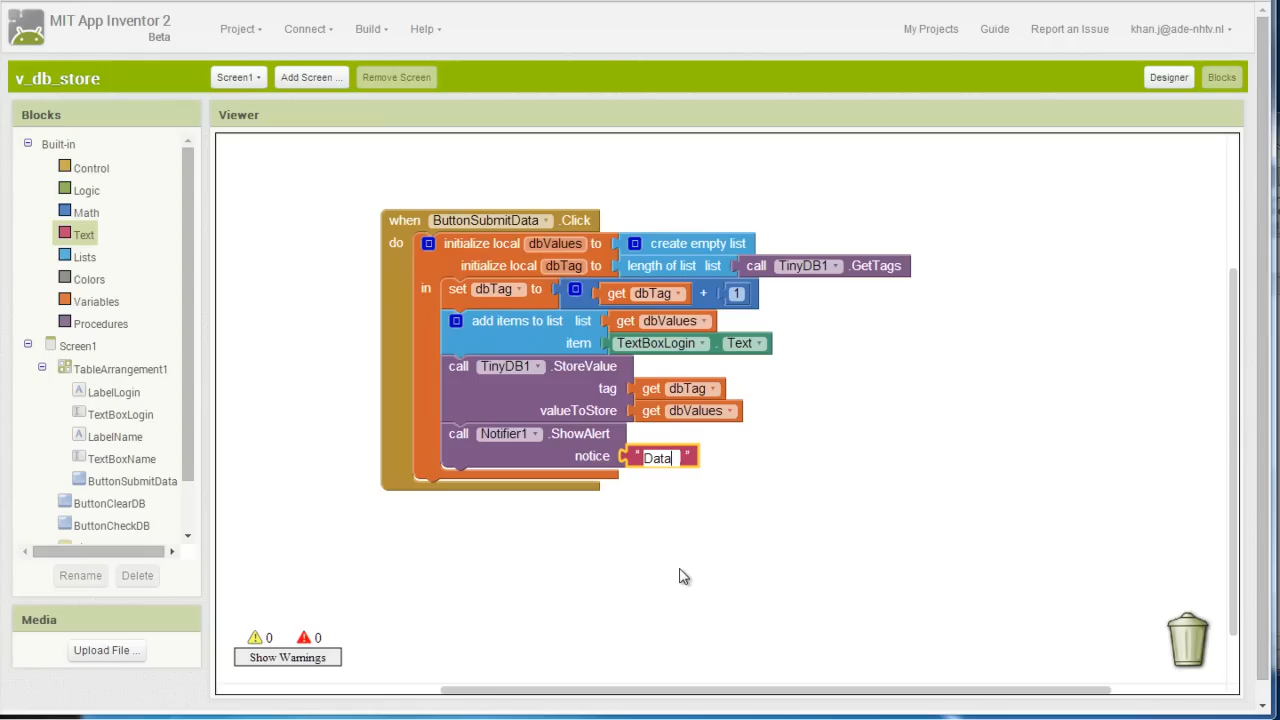 MIT App Inventor 2
Beta
Project Connect Build Help
My Projects Guide Report an Issue khan.j@ade-nhtv.nl
v_db_store
Screen1 Add Screen ... Remove Screen
Designer Blocks
Blocks
Viewer
Built-in
Control
Logic
Math
Text
Lists
Colors
Variables
Procedures
Screen1
TableArrangement1
LabelLogin
TextBoxLogin
LabelName
TextBoxName
ButtonSubmitData
ButtonClearDB
ButtonCheckDB
Rename Delete
Media
Upload File ...
when ButtonSubmitData .Click
do initialize local dbValues to create empty list
initialize local dbTag to length of list list call TinyDB1 .GetTags
in set dbTag to get dbTag + 1
add items to list list get dbValues
item TextBoxLogin . Text
call TinyDB1 .StoreValue
tag get dbTag
valueToStore get dbValues
call Notifier1 .ShowAlert
notice " Data "
0 0
Show Warnings